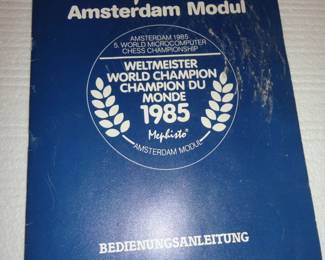 Amsterdam Modul
AMSTERDAM 1985
5. WORLD MICROCOMPUTER
CHESS CHAMPIONSHIP
WELTMEISTER
WORLD CHAMPION
CHAMPION DU
MONDE
1985
Mephisto®
AMSTERDAM MODUL
BEDIENUNGSANLEITUNG